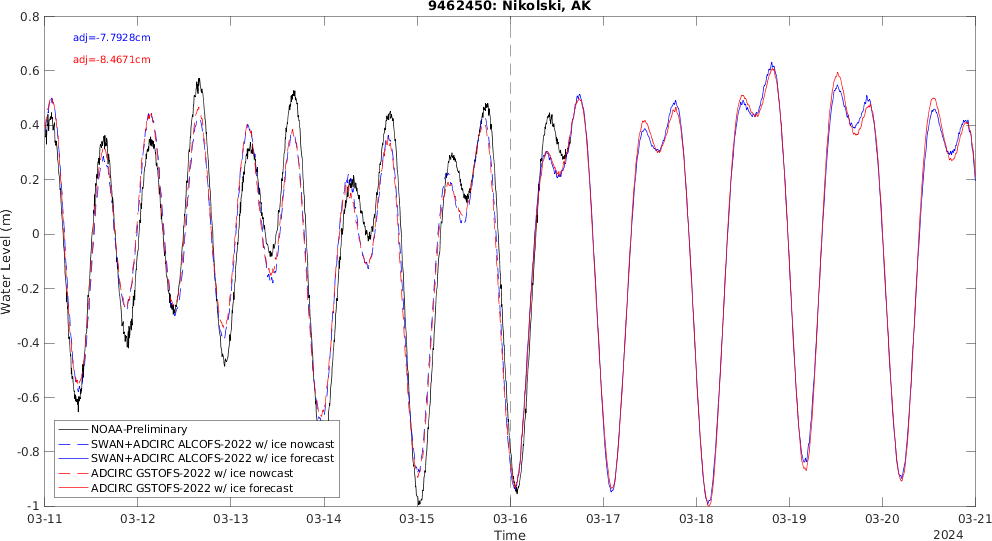 9462450: Nikolski, AK
adj=-7.7928cm
adj=-8.4671cm
Water Level (m)
0.8
0.6
0.4
0.2
0
-0.2
-0.4
-0.6
-0.8
-1
NOAA-Preliminary
SWAN+ADCIRC ALCOFS-2022 w/ ice nowcast
SWAN+ADCIRC ALCOFS-2022 w/ ice forecast
ADCIRC GSTOFS-2022 w/ ice nowcast
ADCIRC GSTOFS-2022 w/ ice forecast
03-11 03-12 03-13 03-14 03-15 03-16 03-17 03-18 03-19 03-20 03-21
Time
2024